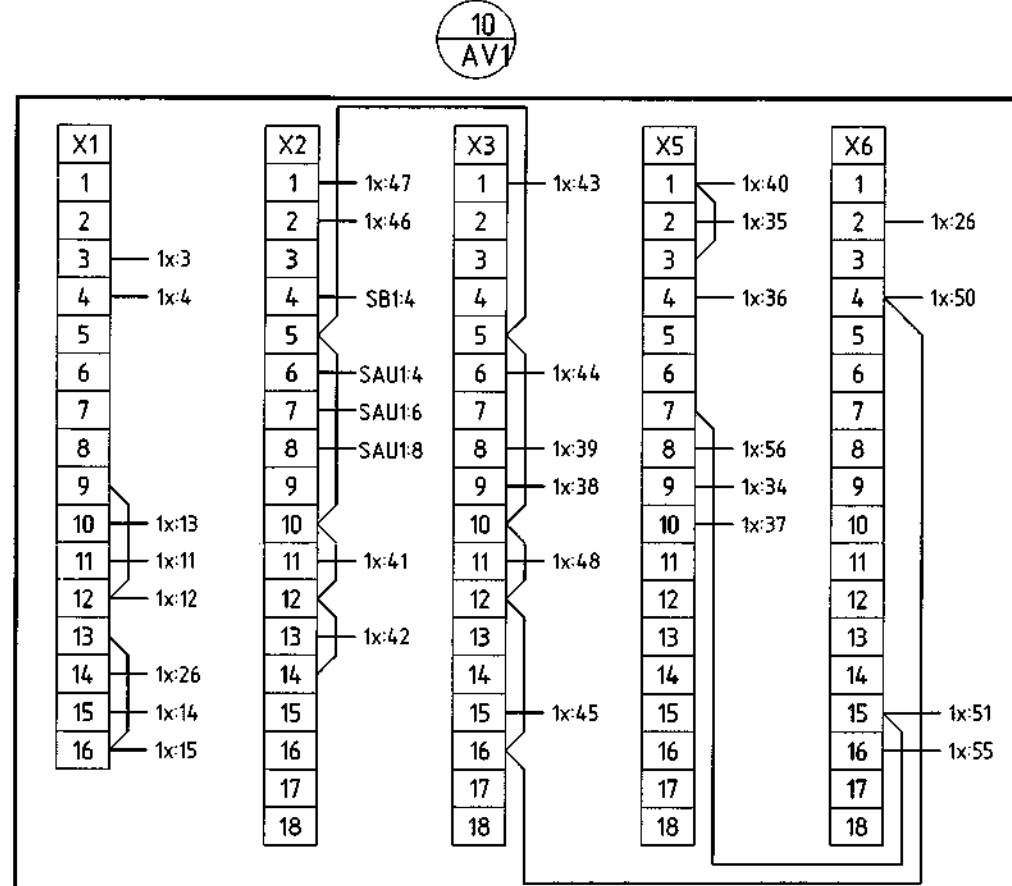 10
AV1
X1 X2 X3 X5 X6
1 1 1x:47 1 1x:43 1 1x:40 1
2 2 1x:46 2 2 1x:35 2 1x:26
3 1x:3 3 3 3 3
4 1x:4 4 SB1:4 4 4 1x:36 4 1x:50
5 5 5 5 5
6 6 SAU1:4 6 1x:44 6 6
7 7 SAU1:6 7 7 7
8 8 SAU1:8 8 1x:39 8 1x:56 8
9 9 9 1x:38 9 1x:34 9
10 1x:13 10 10 10 1x:37 10
11 1x:11 11 1x:41 11 1x:48 11 11
12 1x:12 12 12 12 12
13 13 1x:42 13 13 13
14 1x:26 14 14 14 14
15 1x:14 15 15 1x:45 15 15 1x:51
16 1x:15 16 16 16 16 1x:55
17 17 17 17
18 18 18 18